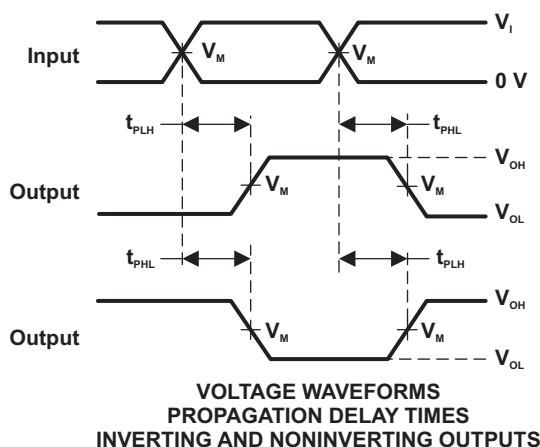 Input
V_M
V_M
V_I
0 V
t_PLH
t_PHL
Output
V_M
V_M
V_OH
V_OL
t_PHL
t_PLH
Output
V_M
V_M
V_OH
V_OL
VOLTAGE WAVEFORMS
PROPAGATION DELAY TIMES
INVERTING AND NONINVERTING OUTPUTS